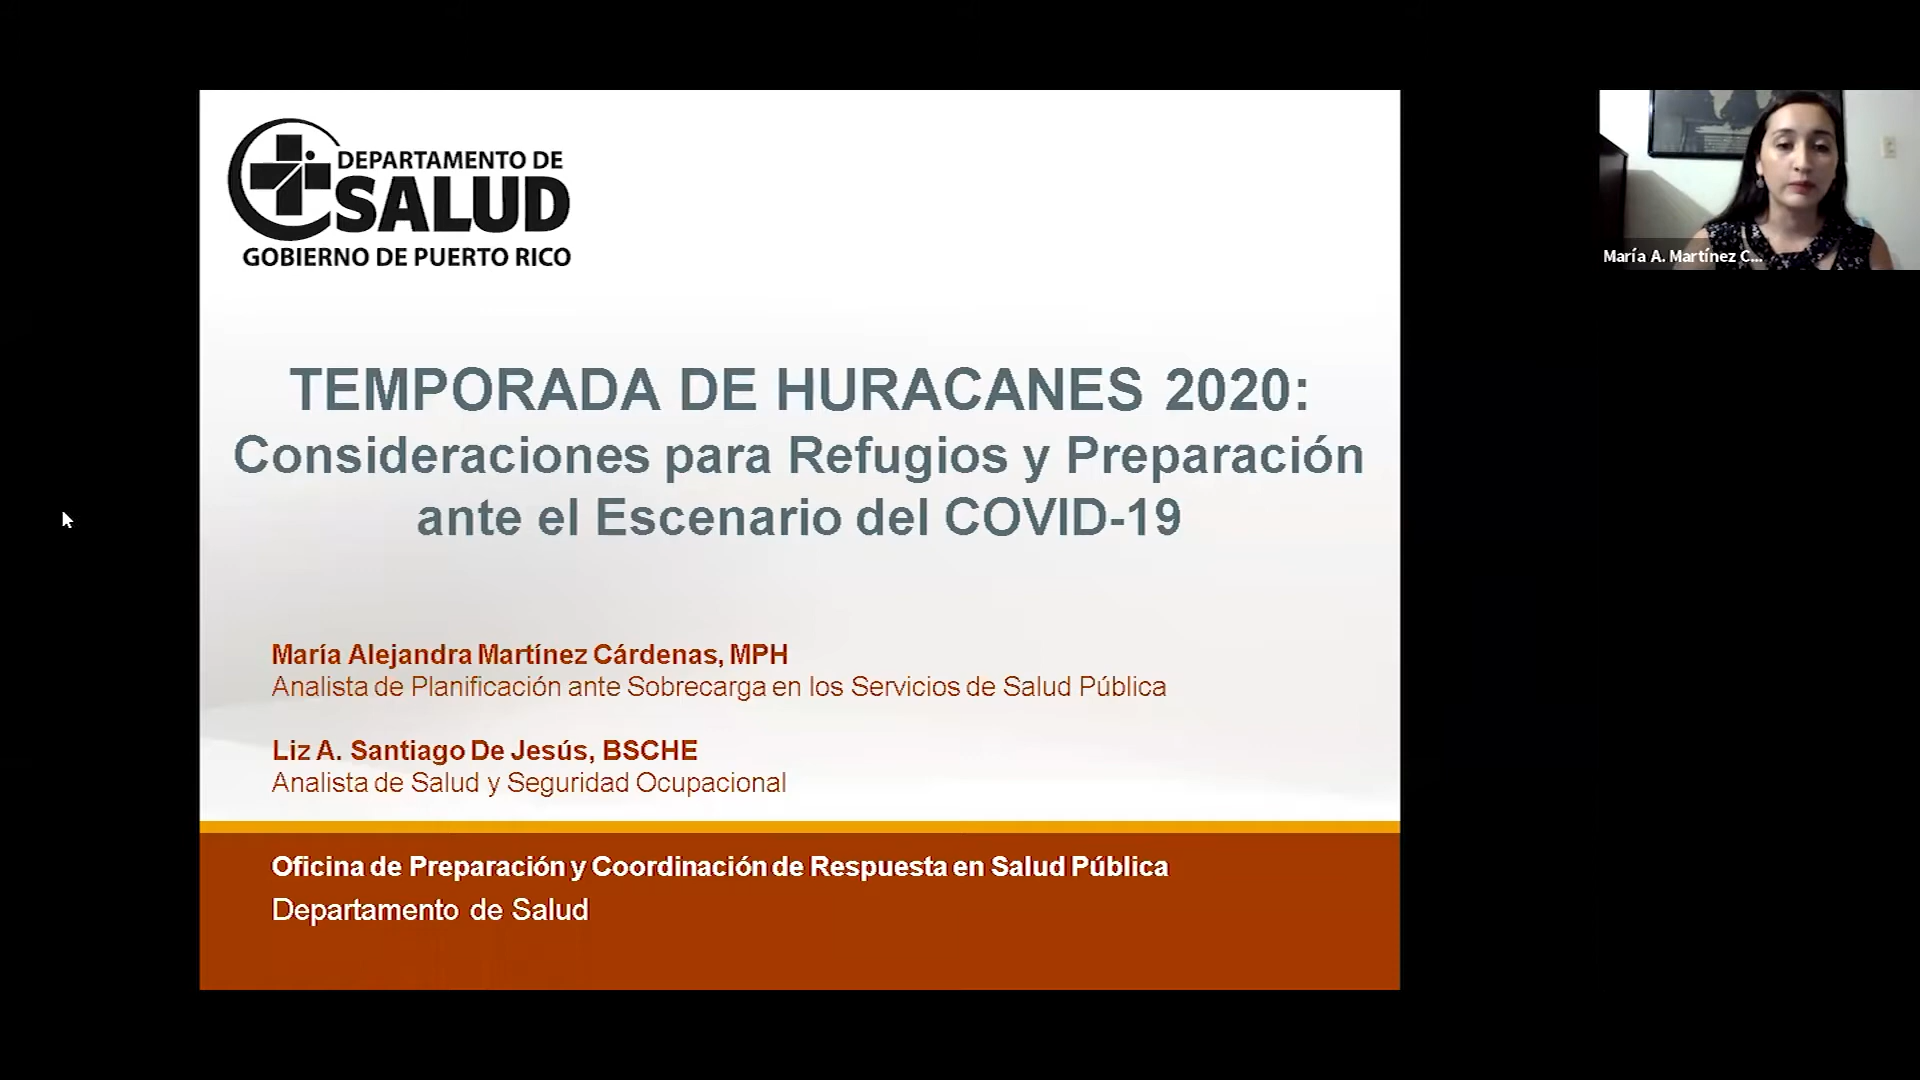 DEPARTAMENTO DE
SALUD
GOBIERNO DE PUERTO RICO
TEMPORADA DE HURACANES 2020:
Consideraciones para Refugios y Preparación
ante el Escenario del COVID-19
María Alejandra Martínez Cárdenas, MPH
Analista de Planificación ante Sobrecarga en los Servicios de Salud Pública
Liz A. Santiago De Jesús, BSCHE
Analista de Salud y Seguridad Ocupacional
Oficina de Preparación y Coordinación de Respuesta en Salud Pública
Departamento de Salud
María A. Martínez C...